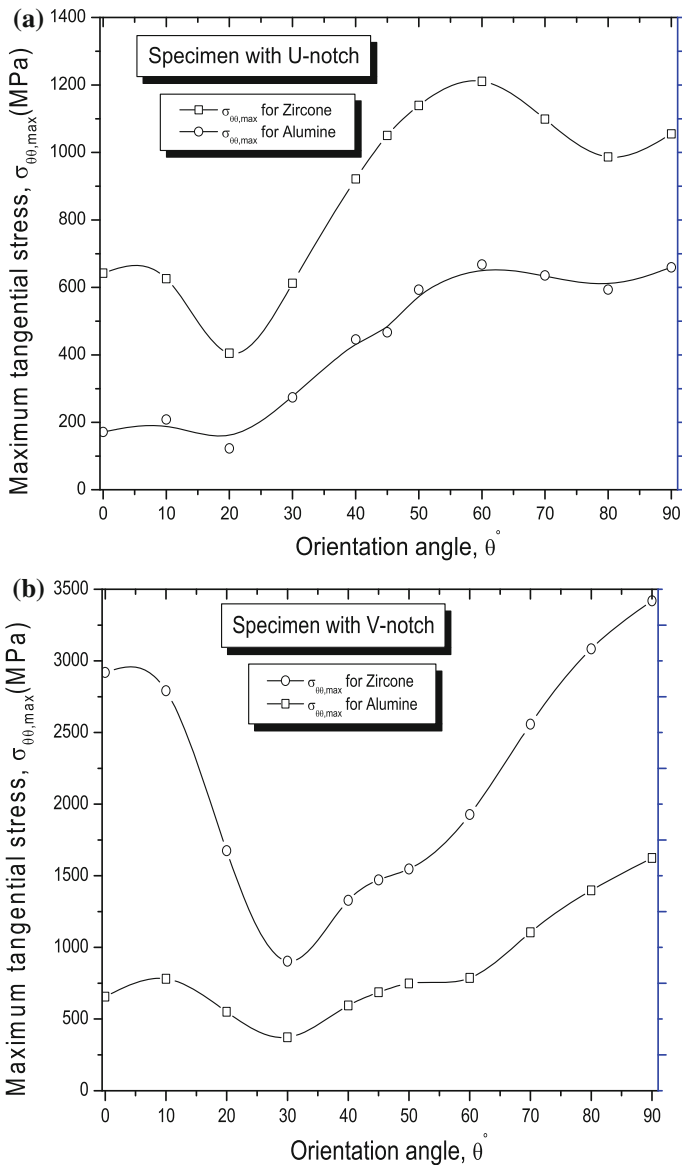 (a)
Maximum tangential stress, σθθ,max(MPa)
1400
1200
1000
800
600
400
200
0
Specimen with U-notch
σθθ,max for Zircone
σθθ,max for Alumine
0 10 20 30 40 50 60 70 80 90
Orientation angle, θ°
(b)
Maximum tangential stress, σθθ,max(MPa)
3500
3000
2500
2000
1500
1000
500
0
Specimen with V-notch
σθθ,max for Zircone
σθθ,max for Alumine
0 10 20 30 40 50 60 70 80 90
Orientation angle, θ°